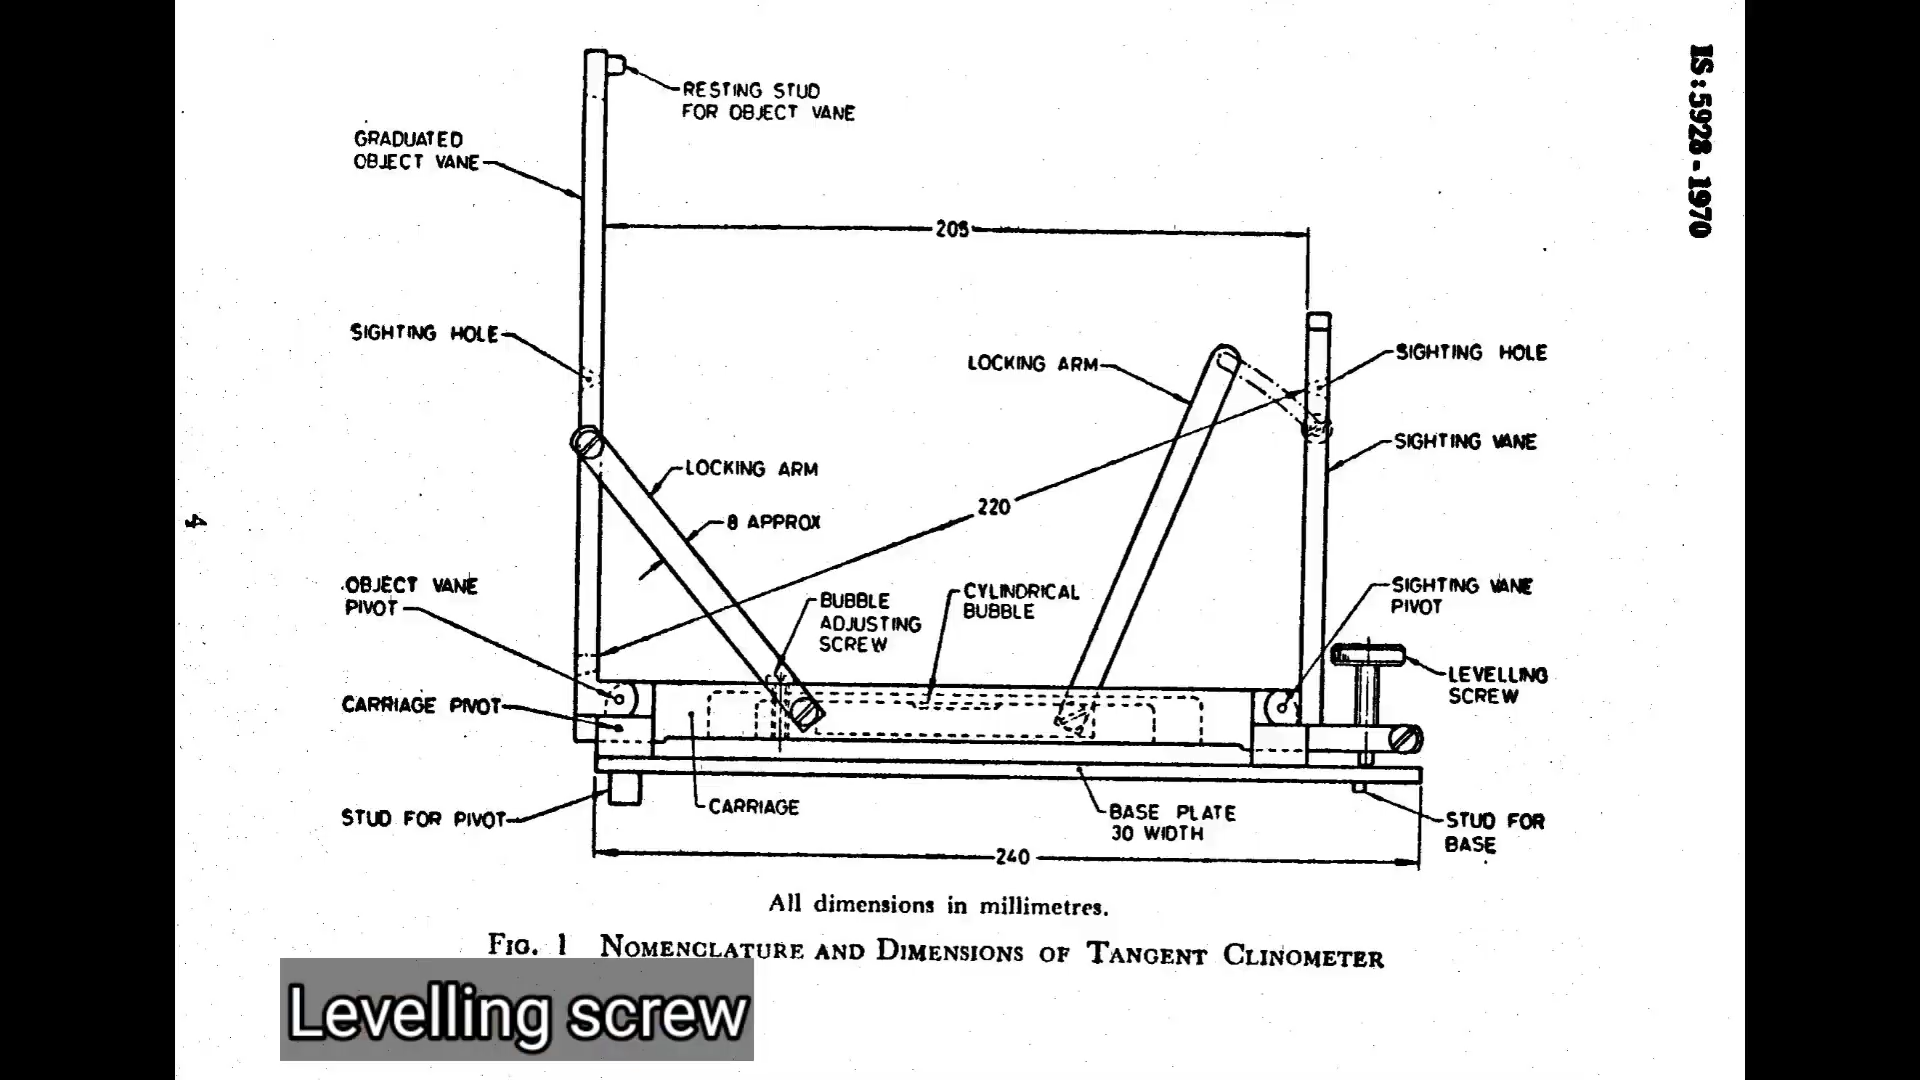 IS : 5928 - 1970
RESTING STUD
FOR OBJECT VANE
GRADUATED
OBJECT VANE
205
SIGHTING HOLE
LOCKING ARM
SIGHTING HOLE
SIGHTING VANE
LOCKING ARM
220
8 APPROX
4
OBJECT VANE
PIVOT
BUBBLE
ADJUSTING
SCREW
CYLINDRICAL
BUBBLE
SIGHTING VANE
PIVOT
LEVELLING
SCREW
CARRIAGE PIVOT
CARRIAGE
BASE PLATE
30 WIDTH
STUD FOR PIVOT
STUD FOR
BASE
240
All dimensions in millimetres.
FIG. 1 NOMENCLATURE AND DIMENSIONS OF TANGENT CLINOMETER
Levelling screw